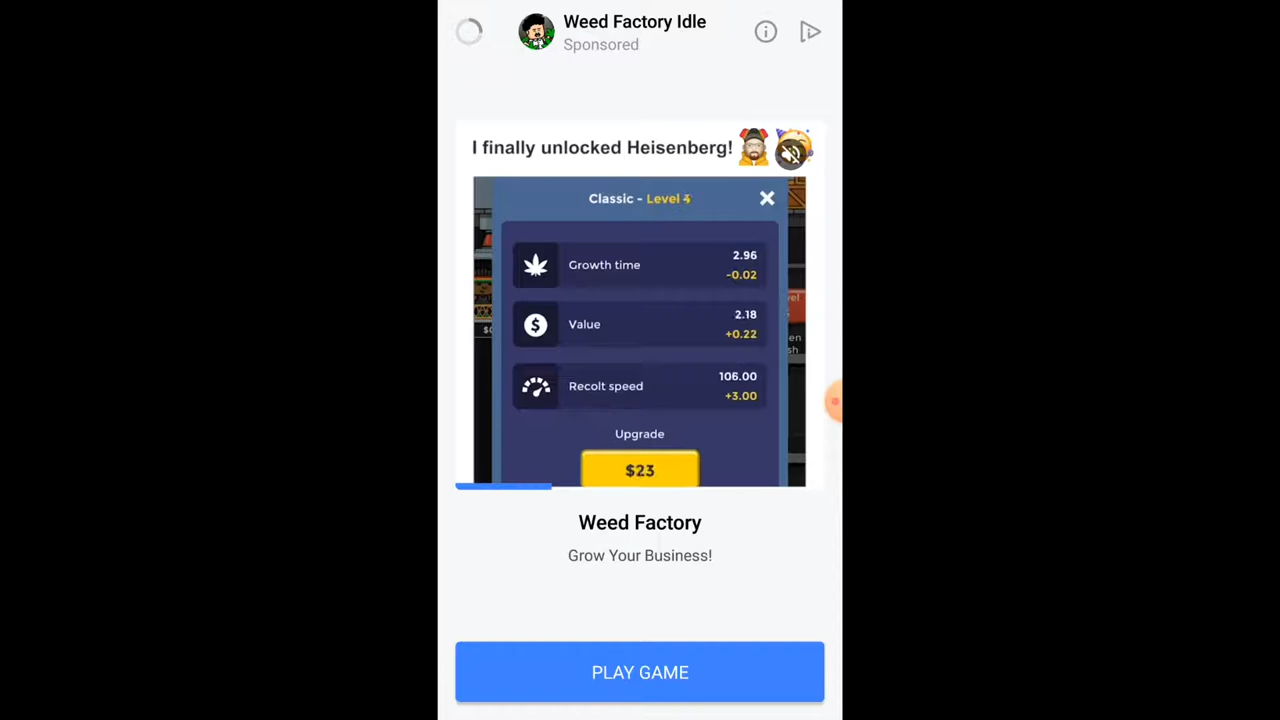 Weed Factory Idle
Sponsored
I finally unlocked Heisenberg!
Classic - Level 4
Growth time
2.96
-0.02
Value
2.18
+0.22
Recolt speed
106.00
+3.00
Upgrade
$23
Weed Factory
Grow Your Business!
PLAY GAME